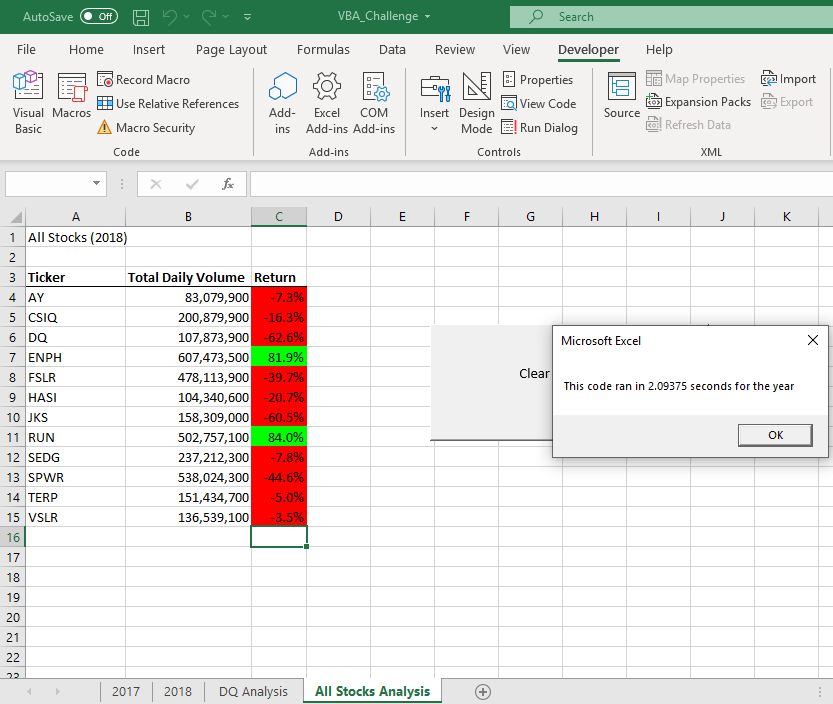 AutoSave Off VBA_Challenge Search
File Home Insert Page Layout Formulas Data Review View Developer Help
Visual Basic
Macros
Record Macro
Use Relative References
Macro Security
Code
Add-ins
Excel Add-ins
COM Add-ins
Add-ins
Insert
Design Mode
Properties
View Code
Run Dialog
Controls
Source
Map Properties
Expansion Packs
Refresh Data
Import
Export
XML
fx
A B C D E F G H I J K
1 All Stocks (2018)
2
3 Ticker Total Daily Volume Return
4 AY 83,079,900 -7.3%
5 CSIQ 200,879,900 -16.3%
6 DQ 107,873,900 -62.6%
7 ENPH 607,473,500 81.9%
8 FSLR 478,113,900 -39.7%
9 HASI 104,340,600 -20.7%
10 JKS 158,309,000 -60.5%
11 RUN 502,757,100 84.0%
12 SEDG 237,212,300 -7.8%
13 SPWR 538,024,300 -44.6%
14 TERP 151,434,700 -5.0%
15 VSLR 136,539,100 -3.5%
16
17
18
19
20
21
22
23
Clear
Microsoft Excel
This code ran in 2.09375 seconds for the year
OK
2017 2018 DQ Analysis All Stocks Analysis